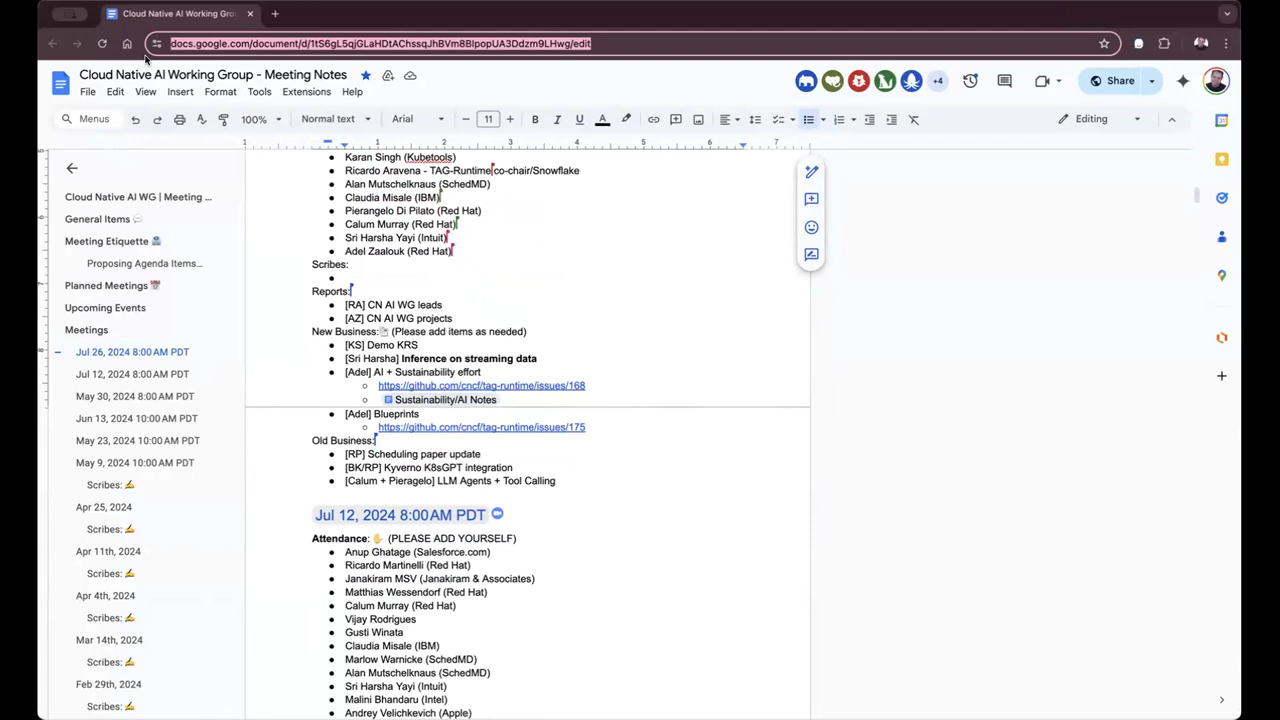 Cloud Native AI Working Grou
docs.google.com/document/d/1tS6gL5qjGLaHDtAChssqJhBVm8BlpopUA3Ddzm9LHwg/edit
Cloud Native AI Working Group - Meeting Notes
File Edit View Insert Format Tools Extensions Help
+4
Share
Menus
100%
Normal text
Arial
11
Editing
1 1 2 3 4 5 6 7
Cloud Native AI WG | Meeting ...
General Items 💬
Meeting Etiquette
Proposing Agenda Items...
Planned Meetings 📅
Upcoming Events
Meetings
Jul 26, 2024 8:00 AM PDT
Jul 12, 2024 8:00 AM PDT
May 30, 2024 8:00 AM PDT
Jun 13, 2024 10:00 AM PDT
May 23, 2024 10:00 AM PDT
May 9, 2024 10:00 AM PDT
Scribes: ✍️
Apr 25, 2024
Scribes: ✍️
Apr 11th, 2024
Scribes: ✍️
Apr 4th, 2024
Scribes: ✍️
Mar 14th, 2024
Scribes: ✍️
Feb 29th, 2024
Scribes: ✍️
Karan Singh (Kubetools)
Ricardo Aravena - TAG-Runtime co-chair/Snowflake
Alan Mutschelknaus (SchedMD)
Claudia Misale (IBM)
Pierangelo Di Pilato (Red Hat)
Calum Murray (Red Hat)
Sri Harsha Yayi (Intuit)
Adel Zaalouk (Red Hat)
Scribes:
Reports:
[RA] CN AI WG leads
[AZ] CN AI WG projects
New Business: (Please add items as needed)
[KS] Demo KRS
[Sri Harsha] Inference on streaming data
[Adel] AI + Sustainability effort
https://github.com/cncf/tag-runtime/issues/168
Sustainability/AI Notes
[Adel] Blueprints
https://github.com/cncf/tag-runtime/issues/175
Old Business:
[RP] Scheduling paper update
[BK/RP] Kyverno K8sGPT integration
[Calum + Pieragelo] LLM Agents + Tool Calling
Jul 12, 2024 8:00 AM PDT
Attendance: ✋ (PLEASE ADD YOURSELF)
Anup Ghatage (Salesforce.com)
Ricardo Martinelli (Red Hat)
Janakiram MSV (Janakiram & Associates)
Matthias Wessendorf (Red Hat)
Calum Murray (Red Hat)
Vijay Rodrigues
Gusti Winata
Claudia Misale (IBM)
Marlow Warnicke (SchedMD)
Alan Mutschelknaus (SchedMD)
Sri Harsha Yayi (Intuit)
Malini Bhandaru (Intel)
Andrey Velichkevich (Apple)